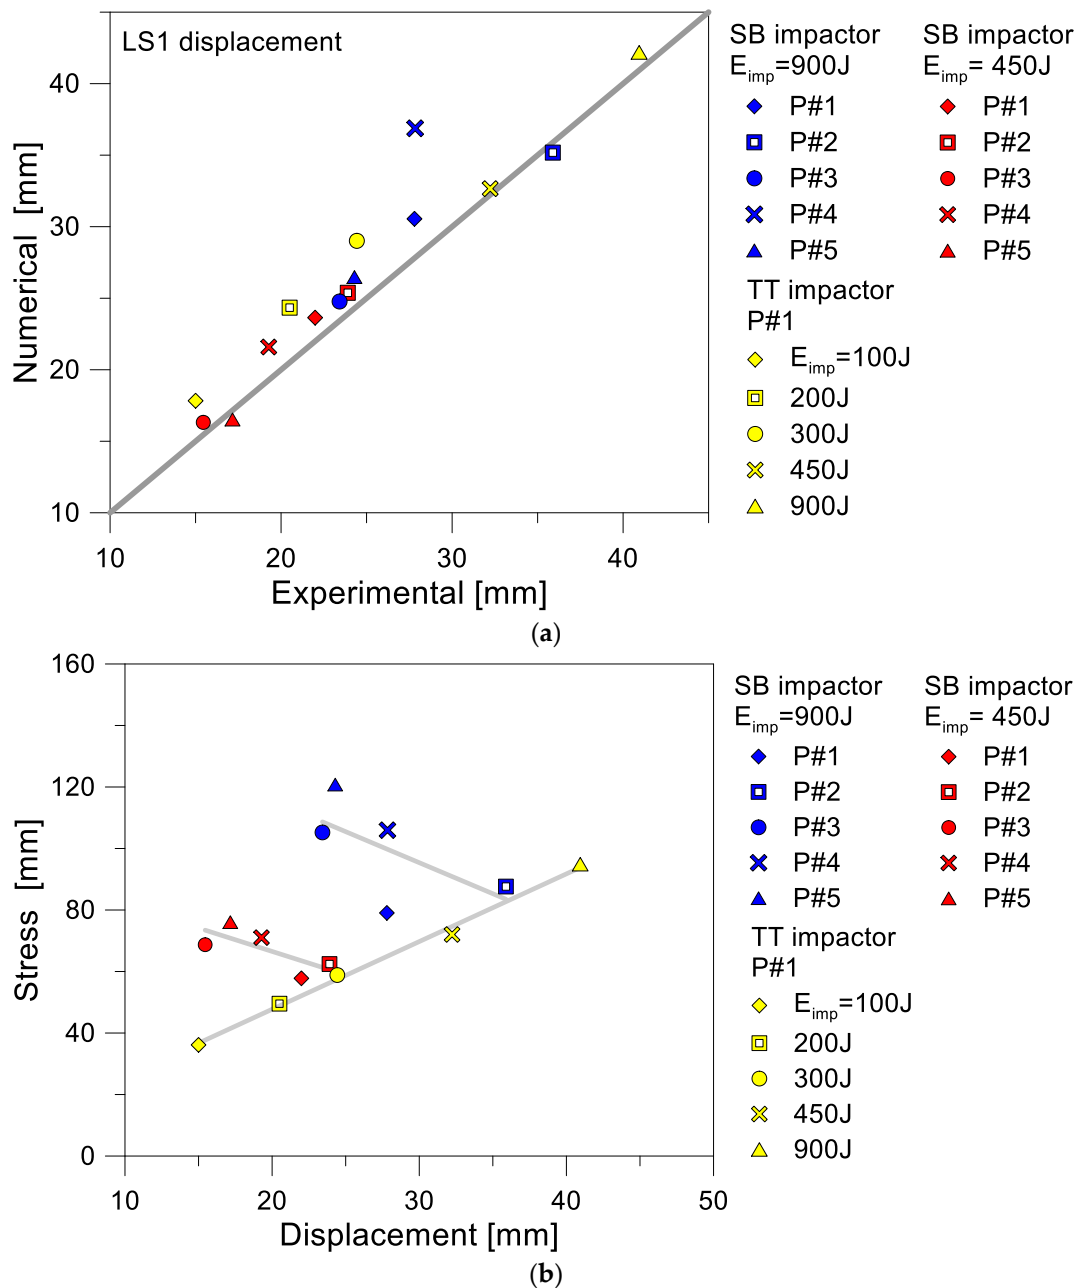 LS1 displacement
40
30
20
10
Numerical [mm]
10 20 30 40
Experimental [mm]
SB impactor
E_imp=900J
P#1
P#2
P#3
P#4
P#5
SB impactor
E_imp= 450J
P#1
P#2
P#3
P#4
P#5
TT impactor
P#1
E_imp=100J
200J
300J
450J
900J
(a)
160
120
80
40
0
Stress [mm]
10 20 30 40 50
Displacement [mm]
SB impactor
E_imp=900J
P#1
P#2
P#3
P#4
P#5
SB impactor
E_imp= 450J
P#1
P#2
P#3
P#4
P#5
TT impactor
P#1
E_imp=100J
200J
300J
450J
900J
(b)